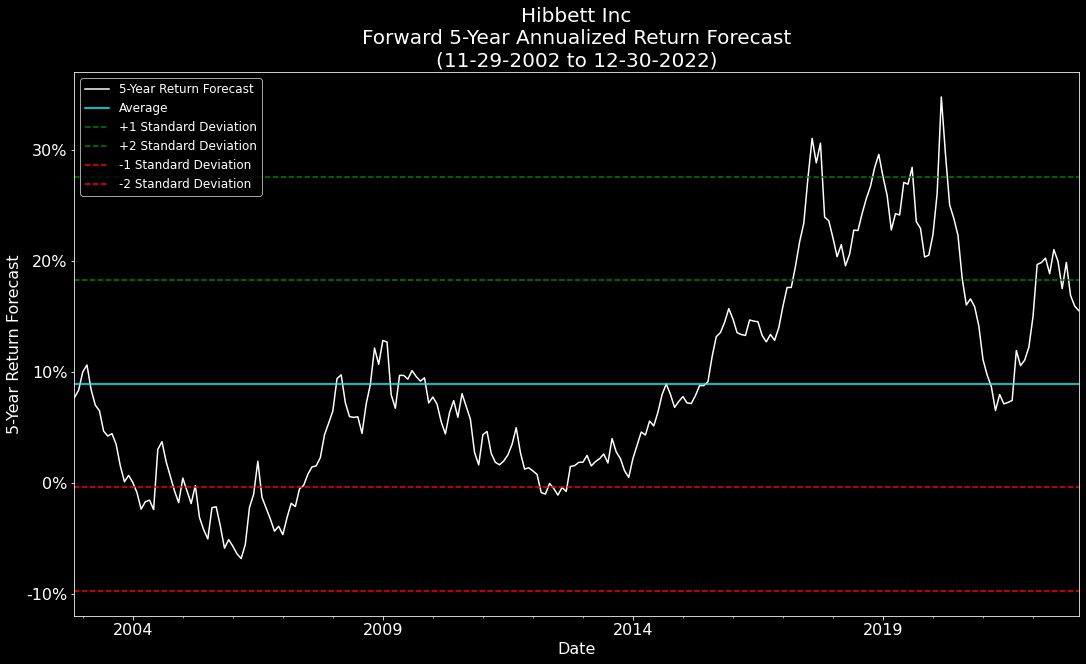 Hibbett Inc
Forward 5-Year Annualized Return Forecast
(11-29-2002 to 12-30-2022)
5-Year Return Forecast
Average
+1 Standard Deviation
+2 Standard Deviation
-1 Standard Deviation
-2 Standard Deviation
30%
20%
10%
0%
-10%
5-Year Return Forecast
2004
2009
2014
2019
Date